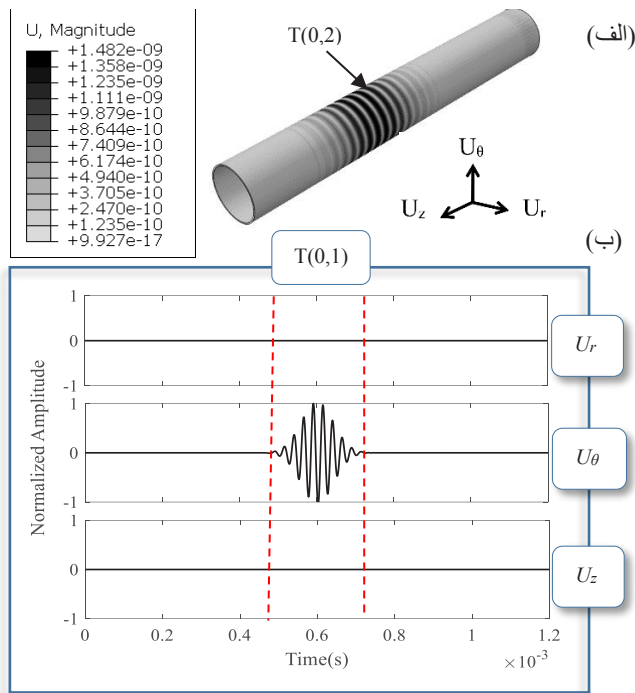 U, Magnitude
+1.482e-09
+1.358e-09
+1.235e-09
+1.111e-09
+9.879e-10
+8.644e-10
+7.409e-10
+6.174e-10
+4.940e-10
+3.705e-10
+2.470e-10
+1.235e-10
+9.927e-17
T(0,2)
(الف)
Uθ
Uz
Ur
(ب)
T(0,1)
1
0
-1
Ur
1
0
-1
Uθ
1
0
-1
Uz
Normalized Amplitude
0 0.2 0.4 0.6 0.8 1 1.2
Time(s)
×10⁻³